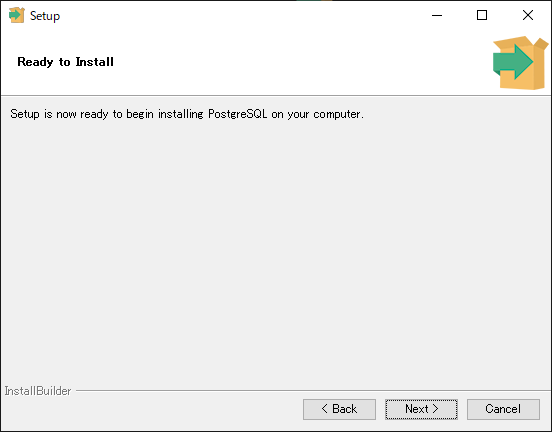 Setup
Ready to Install
Setup is now ready to begin installing PostgreSQL on your computer.
InstallBuilder
< Back
Next >
Cancel